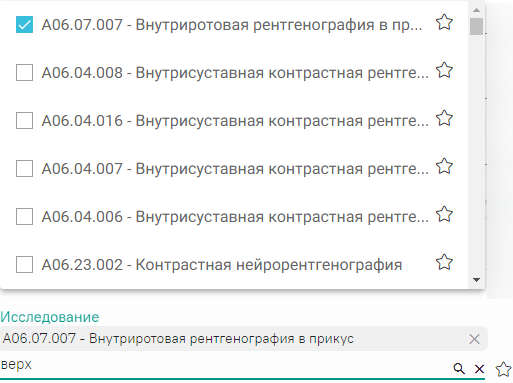 A06.07.007 - Внутриротовая рентгенография в пр...
A06.04.008 - Внутрисуставная контрастная рентге...
A06.04.016 - Внутрисуставная контрастная рентге...
A06.04.007 - Внутрисуставная контрастная рентге...
A06.04.006 - Внутрисуставная контрастная рентге...
A06.23.002 - Контрастная нейрорентгенография
Исследование
A06.07.007 - Внутриротовая рентгенография в прикус
верх